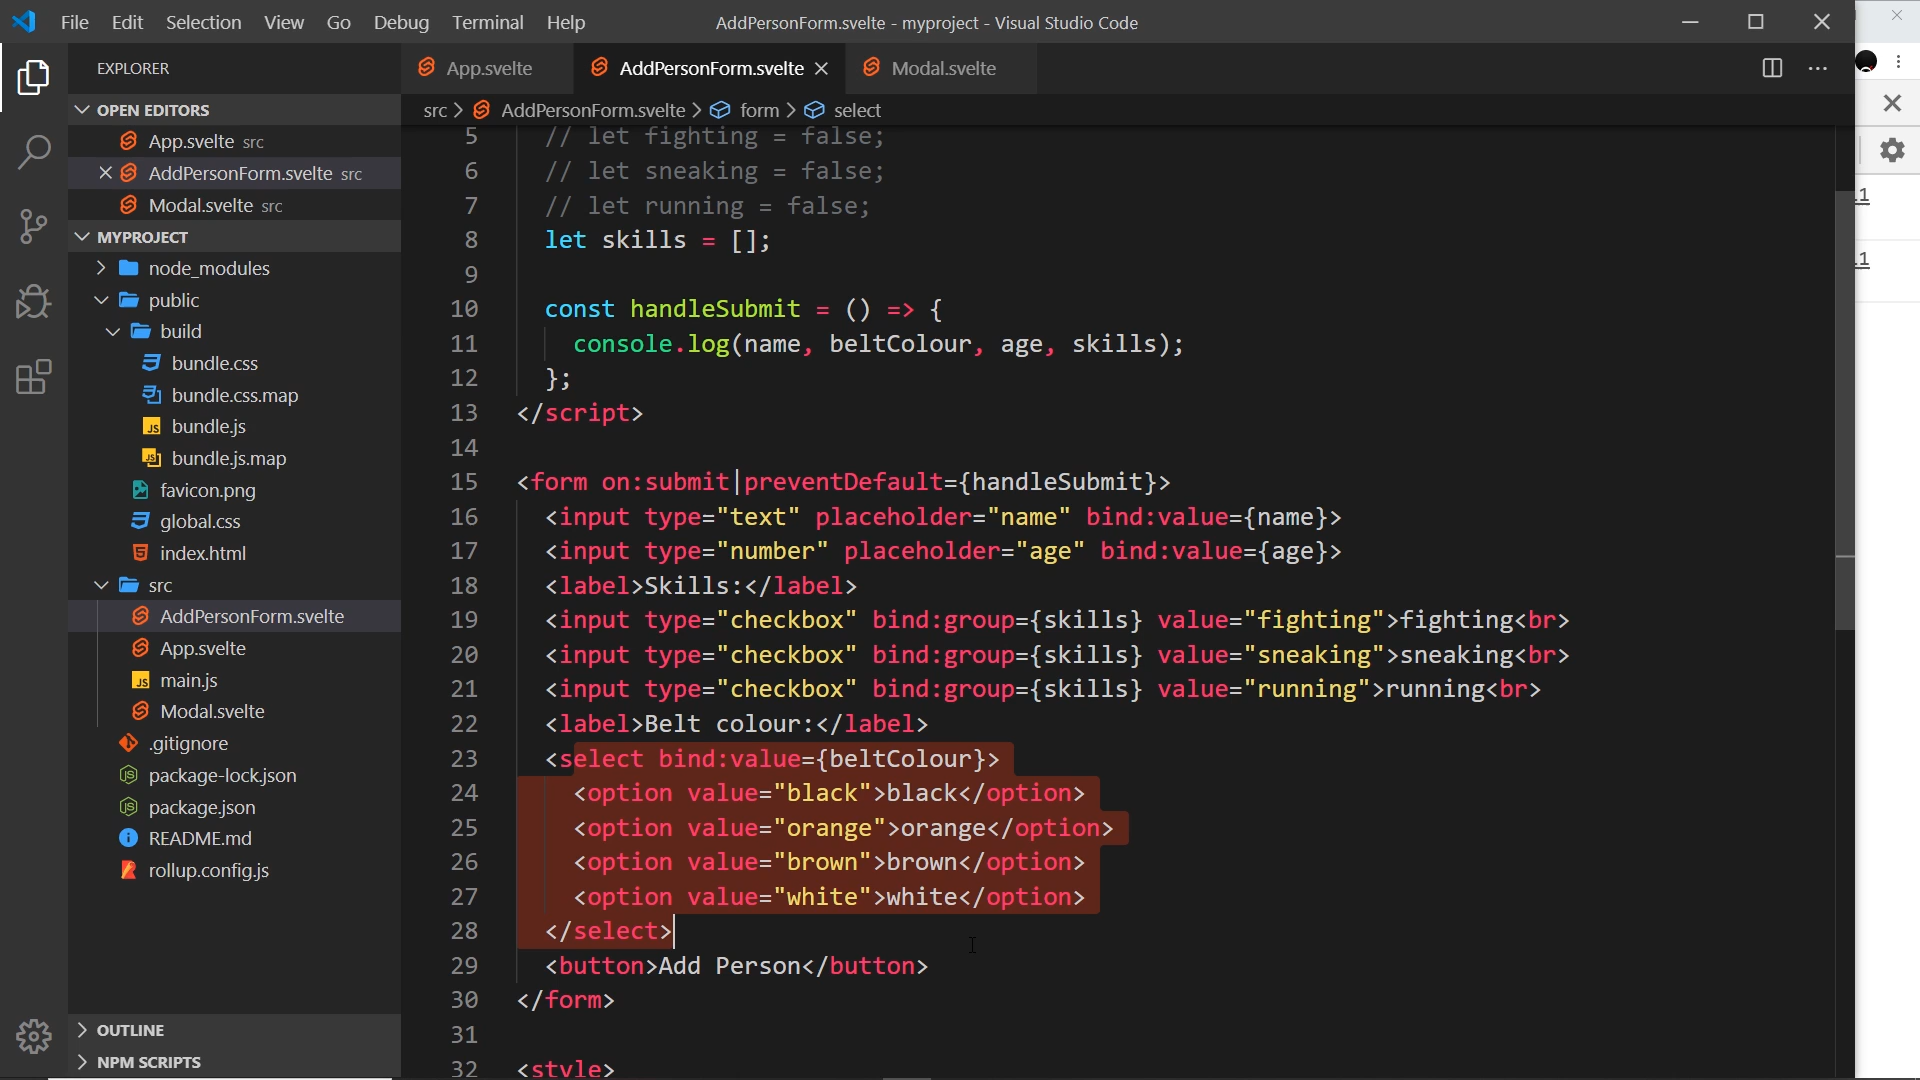 File Edit Selection View Go Debug Terminal Help
AddPersonForm.svelte - myproject - Visual Studio Code
EXPLORER
OPEN EDITORS
App.svelte src
AddPersonForm.svelte src
Modal.svelte src
MYPROJECT
node_modules
public
build
bundle.css
bundle.css.map
bundle.js
bundle.js.map
favicon.png
global.css
index.html
src
AddPersonForm.svelte
App.svelte
main.js
Modal.svelte
.gitignore
package-lock.json
package.json
README.md
rollup.config.js
OUTLINE
NPM SCRIPTS
App.svelte AddPersonForm.svelte Modal.svelte
src > AddPersonForm.svelte > form > select
5 // let fighting = false;
6 // let sneaking = false;
7 // let running = false;
8 let skills = [];
9
10 const handleSubmit = () => {
11 console.log(name, beltColour, age, skills);
12 };
13 </script>
14
15 <form on:submit|preventDefault={handleSubmit}>
16 <input type="text" placeholder="name" bind:value={name}>
17 <input type="number" placeholder="age" bind:value={age}>
18 <label>Skills:</label>
19 <input type="checkbox" bind:group={skills} value="fighting">fighting<br>
20 <input type="checkbox" bind:group={skills} value="sneaking">sneaking<br>
21 <input type="checkbox" bind:group={skills} value="running">running<br>
22 <label>Belt colour:</label>
23 <select bind:value={beltColour}>
24 <option value="black">black</option>
25 <option value="orange">orange</option>
26 <option value="brown">brown</option>
27 <option value="white">white</option>
28 </select>
29 <button>Add Person</button>
30 </form>
31
32 <style>